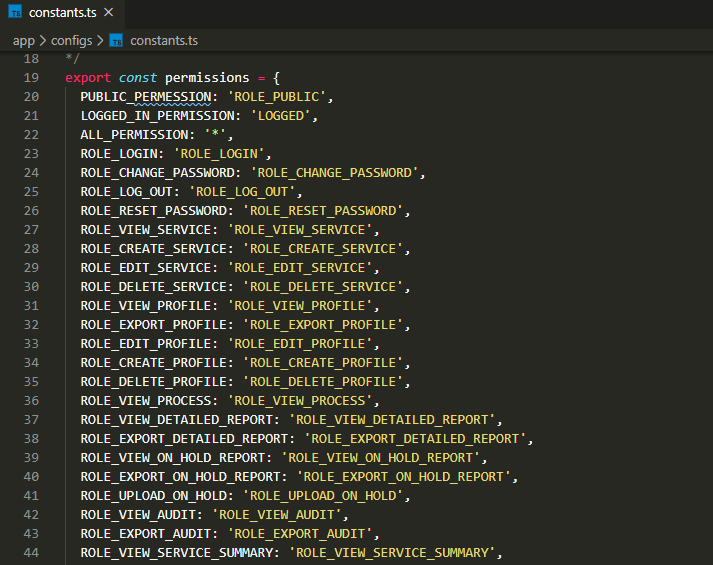 TS constants.ts ×
app > configs > TS constants.ts
18 */
19 export const permissions = {
20 PUBLIC_PERMESSION: 'ROLE_PUBLIC',
21 LOGGED_IN_PERMISSION: 'LOGGED',
22 ALL_PERMISSION: '*',
23 ROLE_LOGIN: 'ROLE_LOGIN',
24 ROLE_CHANGE_PASSWORD: 'ROLE_CHANGE_PASSWORD',
25 ROLE_LOG_OUT: 'ROLE_LOG_OUT',
26 ROLE_RESET_PASSWORD: 'ROLE_RESET_PASSWORD',
27 ROLE_VIEW_SERVICE: 'ROLE_VIEW_SERVICE',
28 ROLE_CREATE_SERVICE: 'ROLE_CREATE_SERVICE',
29 ROLE_EDIT_SERVICE: 'ROLE_EDIT_SERVICE',
30 ROLE_DELETE_SERVICE: 'ROLE_DELETE_SERVICE',
31 ROLE_VIEW_PROFILE: 'ROLE_VIEW_PROFILE',
32 ROLE_EXPORT_PROFILE: 'ROLE_EXPORT_PROFILE',
33 ROLE_EDIT_PROFILE: 'ROLE_EDIT_PROFILE',
34 ROLE_CREATE_PROFILE: 'ROLE_CREATE_PROFILE',
35 ROLE_DELETE_PROFILE: 'ROLE_DELETE_PROFILE',
36 ROLE_VIEW_PROCESS: 'ROLE_VIEW_PROCESS',
37 ROLE_VIEW_DETAILED_REPORT: 'ROLE_VIEW_DETAILED_REPORT',
38 ROLE_EXPORT_DETAILED_REPORT: 'ROLE_EXPORT_DETAILED_REPORT',
39 ROLE_VIEW_ON_HOLD_REPORT: 'ROLE_VIEW_ON_HOLD_REPORT',
40 ROLE_EXPORT_ON_HOLD_REPORT: 'ROLE_EXPORT_ON_HOLD_REPORT',
41 ROLE_UPLOAD_ON_HOLD: 'ROLE_UPLOAD_ON_HOLD',
42 ROLE_VIEW_AUDIT: 'ROLE_VIEW_AUDIT',
43 ROLE_EXPORT_AUDIT: 'ROLE_EXPORT_AUDIT',
44 ROLE_VIEW_SERVICE_SUMMARY: 'ROLE_VIEW_SERVICE_SUMMARY',